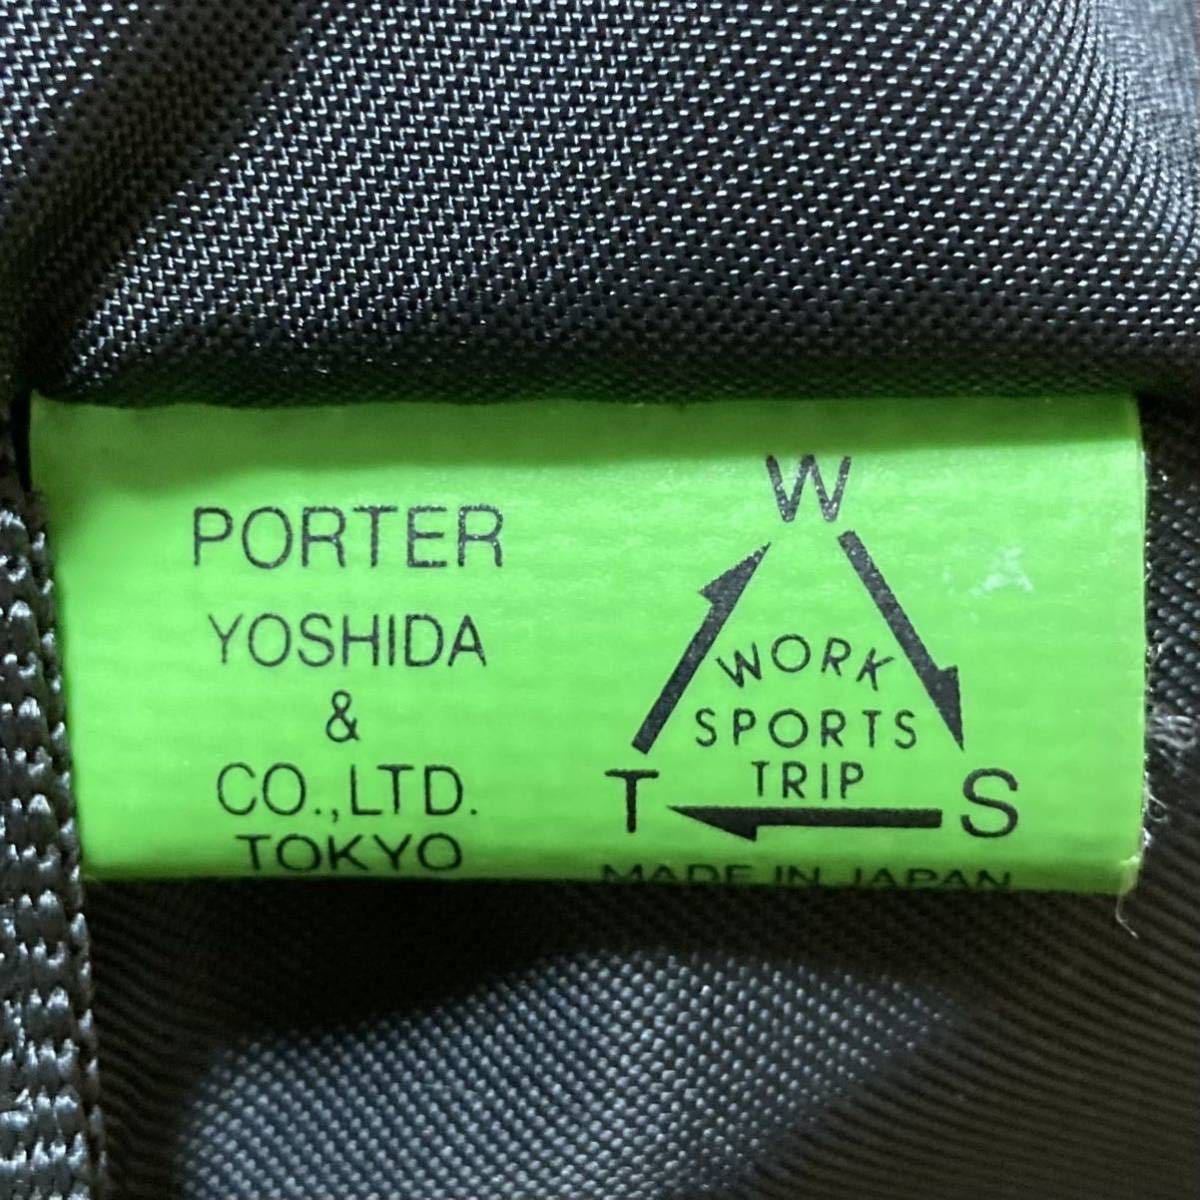 PORTER
YOSHIDA
&
CO.,LTD.
TOKYO
W
WORK
SPORTS
TRIP
T S
MADE IN JAPAN